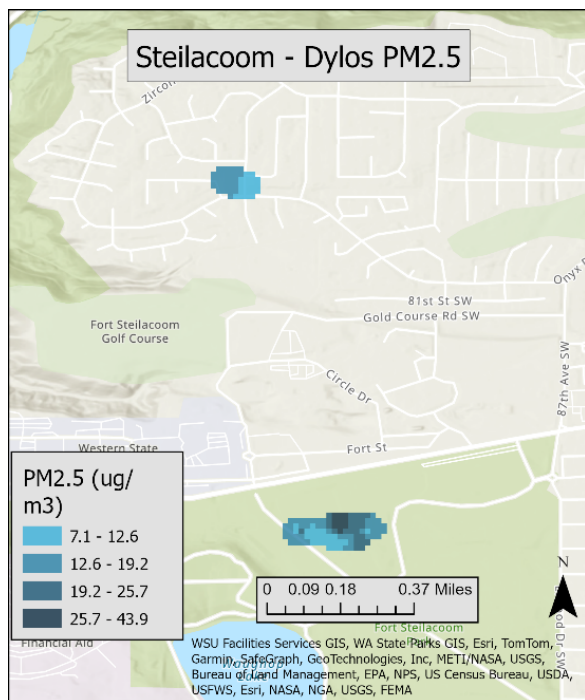 Steilacoom - Dylos PM2.5
Zircon
Onyx
81st St SW
Gold Course Rd SW
Fort Steilacoom
Golf Course
87th Ave SW
Circle Dr
Fort St
Western State
PM2.5 (ug/
m3)
7.1 - 12.6
12.6 - 19.2
19.2 - 25.7
25.7 - 43.9
0 0.09 0.18 0.37 Miles
N
Dr SW
Fort Steilacoom
Financial Aid
WSU Facilities Services GIS, WA State Parks GIS, Esri, TomTom,
Garmin, SafeGraph, GeoTechnologies, Inc, METI/NASA, USGS,
Bureau of Land Management, EPA, NPS, US Census Bureau, USDA,
USFWS, Esri, NASA, NGA, USGS, FEMA